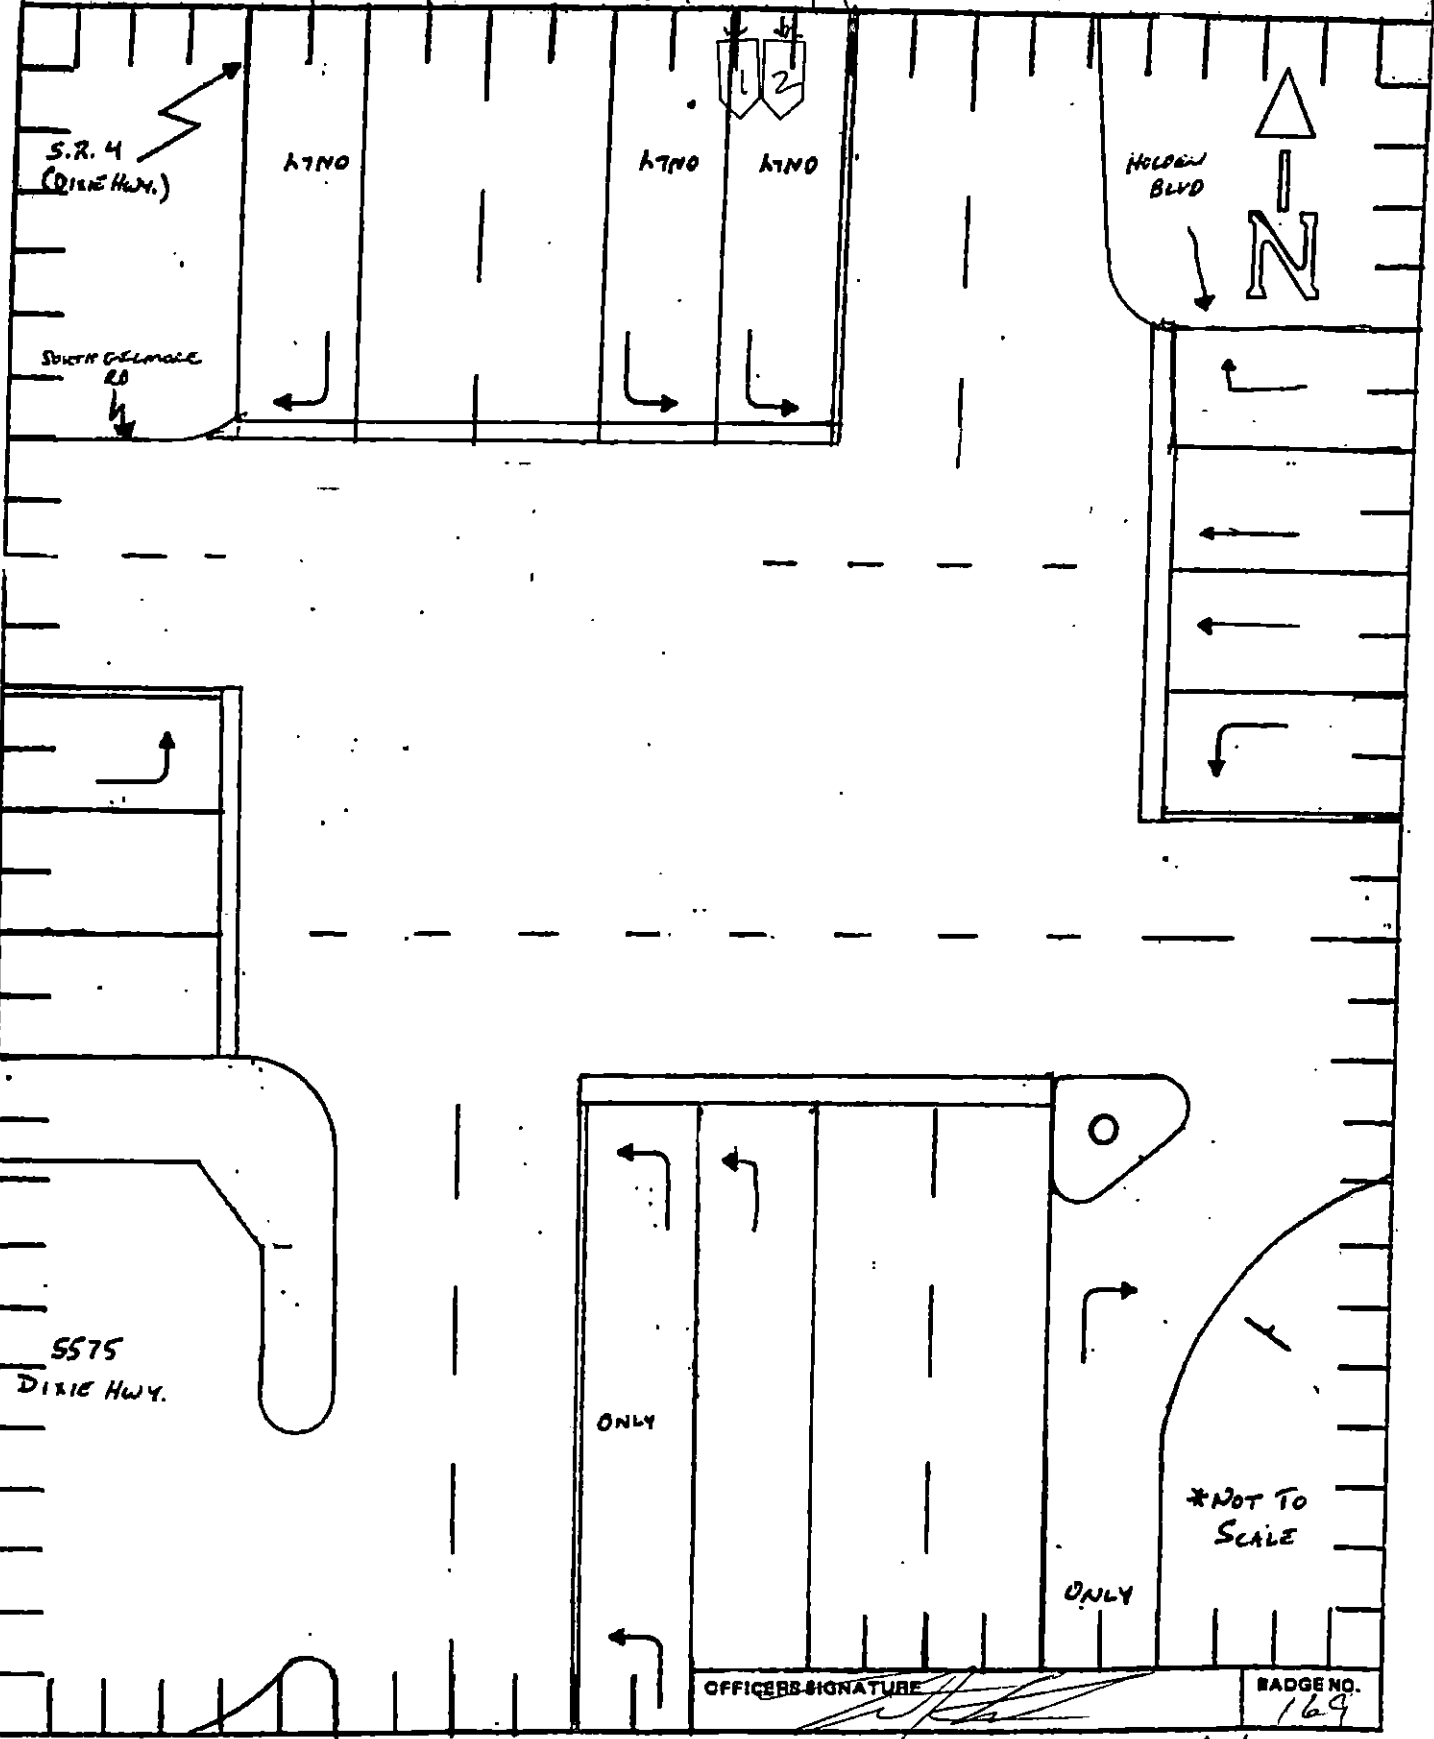 1 2
S.R. 4
(DIXIE HWY.)
ONLY
ONLY
ONLY
HOLDEN
BLVD
N
SOUTH GILMORE
RD
5575
DIXIE HWY.
ONLY
*NOT TO
SCALE
ONLY
OFFICERS SIGNATURE
BADGE NO.
169